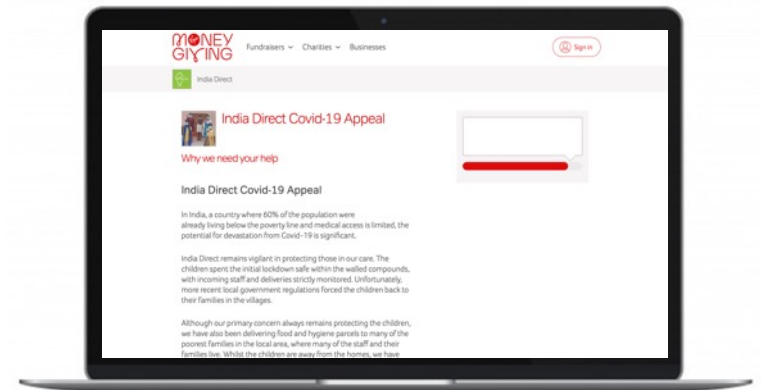 MONEY
GIVING
Fundraisers
Charities
Businesses
Sign in
India Direct
India Direct Covid-19 Appeal
Why we need your help
India Direct Covid-19 Appeal
In India, a country where 60% of the population were
already living below the poverty line and medical access is limited, the
potential for devastation from Covid-19 is significant.
India Direct remains vigilant in protecting those in our care. The
children spent the initial lockdown safe within the walled compounds,
with incoming staff and deliveries strictly monitored. Unfortunately,
more recent local government regulations forced the children back to
their families in the villages.
Although our primary concern always remains protecting the children,
we have also been delivering food and hygiene parcels to many of the
poorest families in the local area, where many of the staff and their
families live. Whilst the children are away from the homes, we have